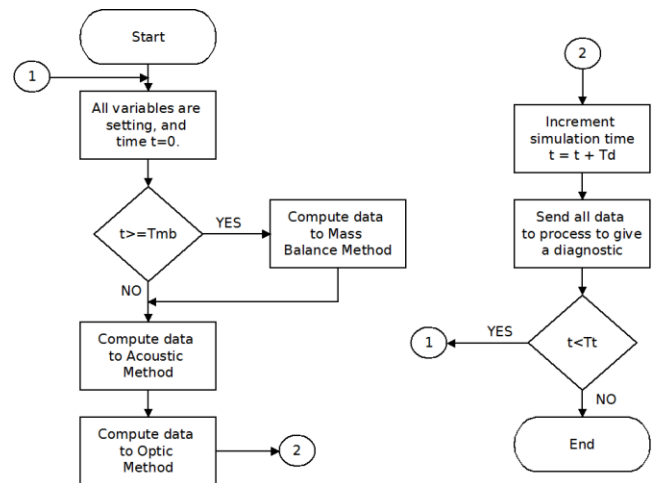 Start
1
All variables are
setting, and
time t=0.
t>=Tmb
YES
Compute data
to Mass
Balance Method
NO
Compute data
to Acoustic
Method
Compute data
to Optic
Method
2
2
Increment
simulation time
t = t + Td
Send all data
to process to give
a diagnostic
t<Tt
YES
1
NO
End